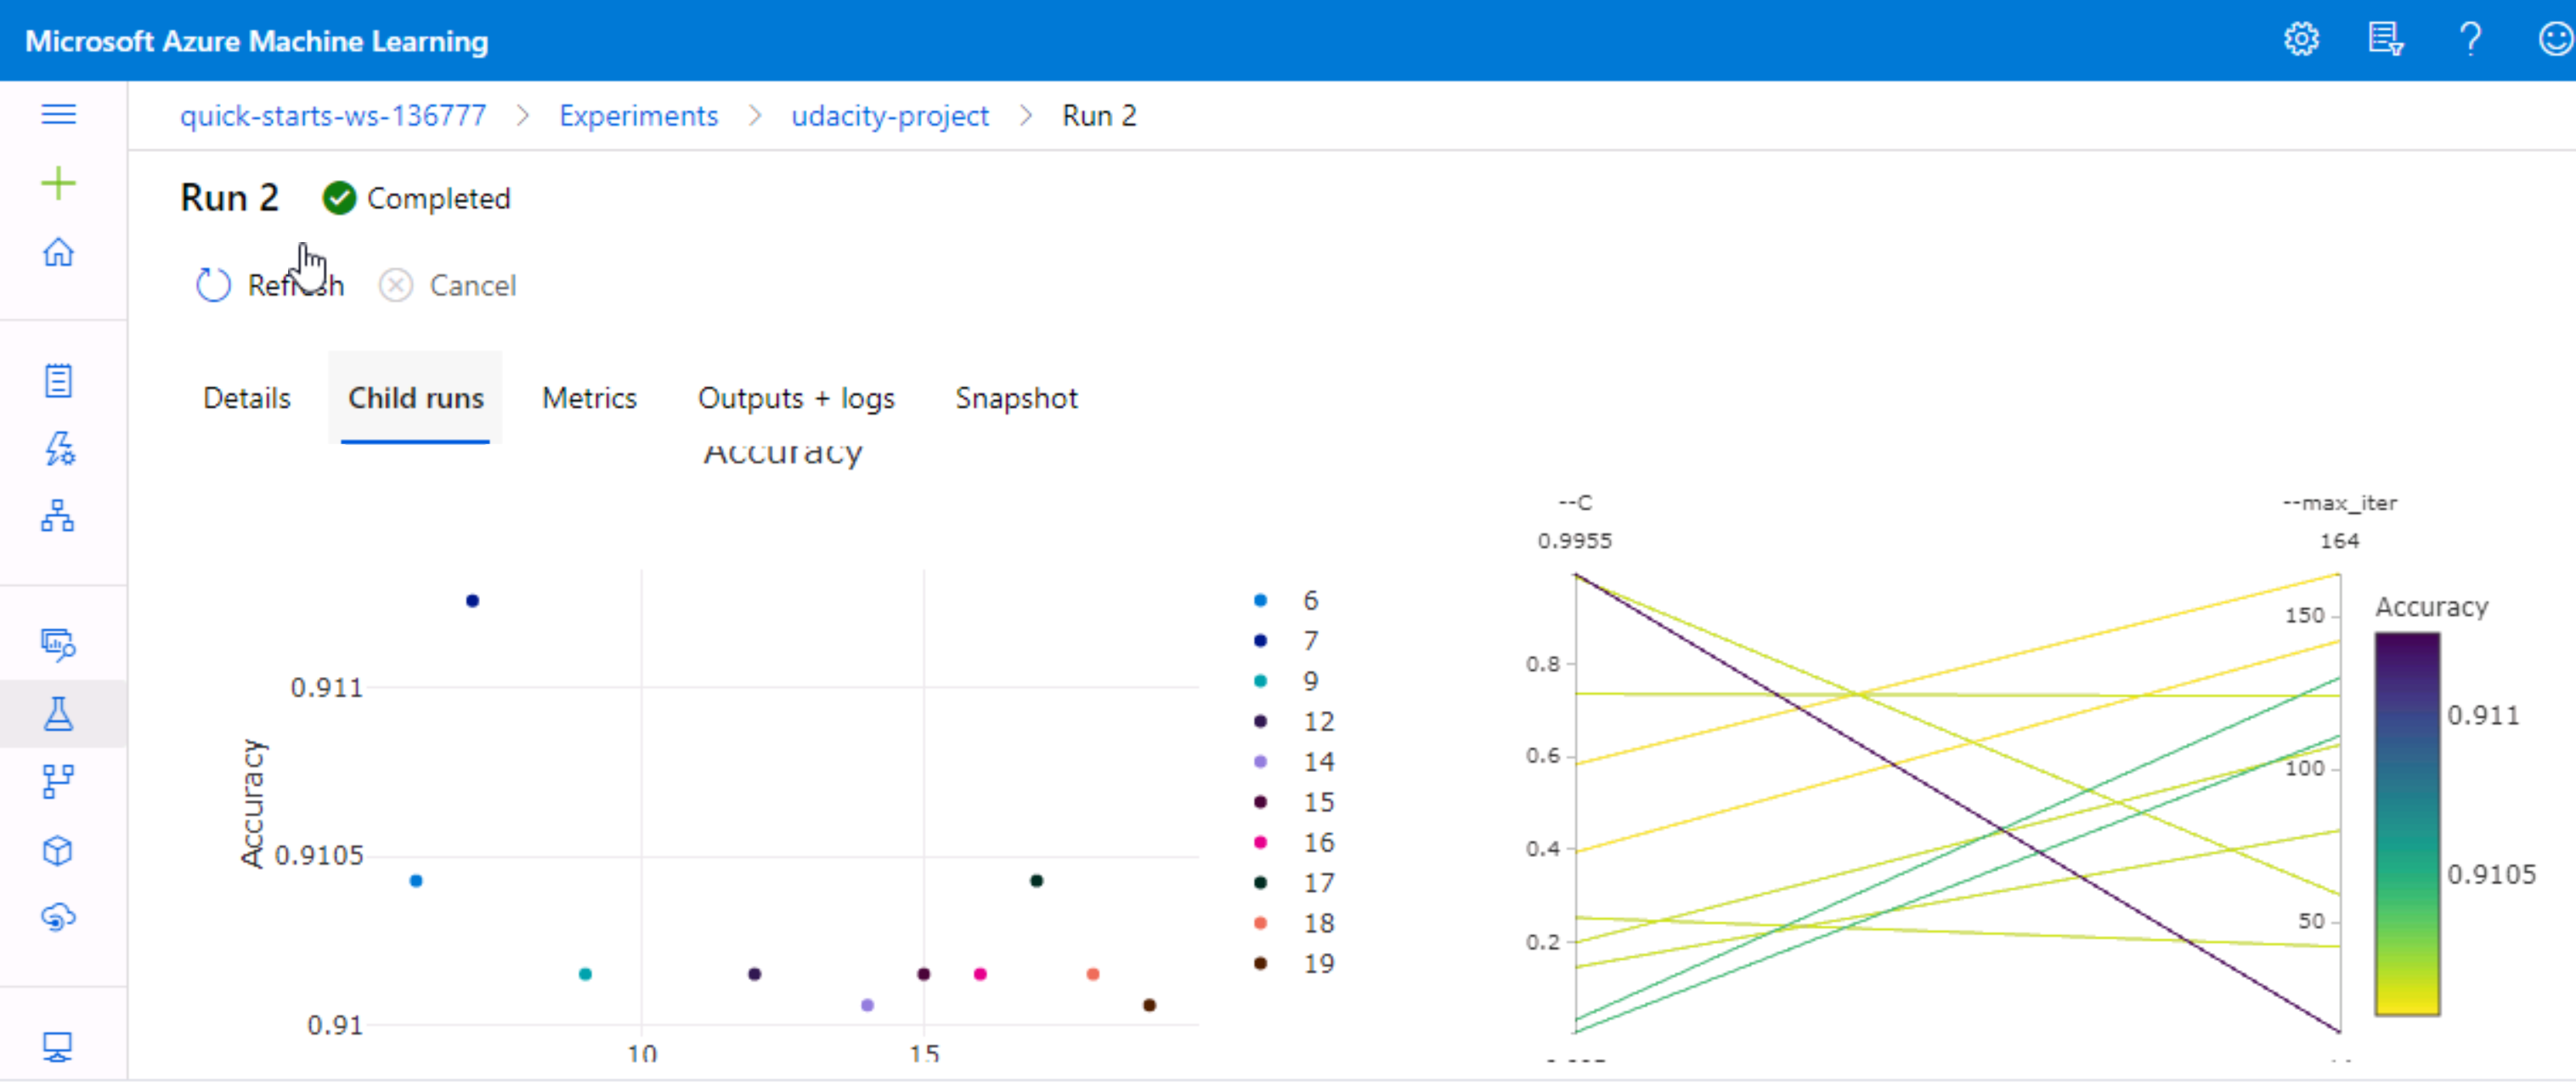 Microsoft Azure Machine Learning
quick-starts-ws-136777 > Experiments > udacity-project > Run 2
Run 2 Completed
Refresh Cancel
Details Child runs Metrics Outputs + logs Snapshot
Accuracy
Accuracy
0.911
0.9105
0.91
10 15
6
7
9
12
14
15
16
17
18
19
--C --max_iter
0.9955 164
0.8
0.6
0.4
0.2
150
100
50
Accuracy
0.911
0.9105